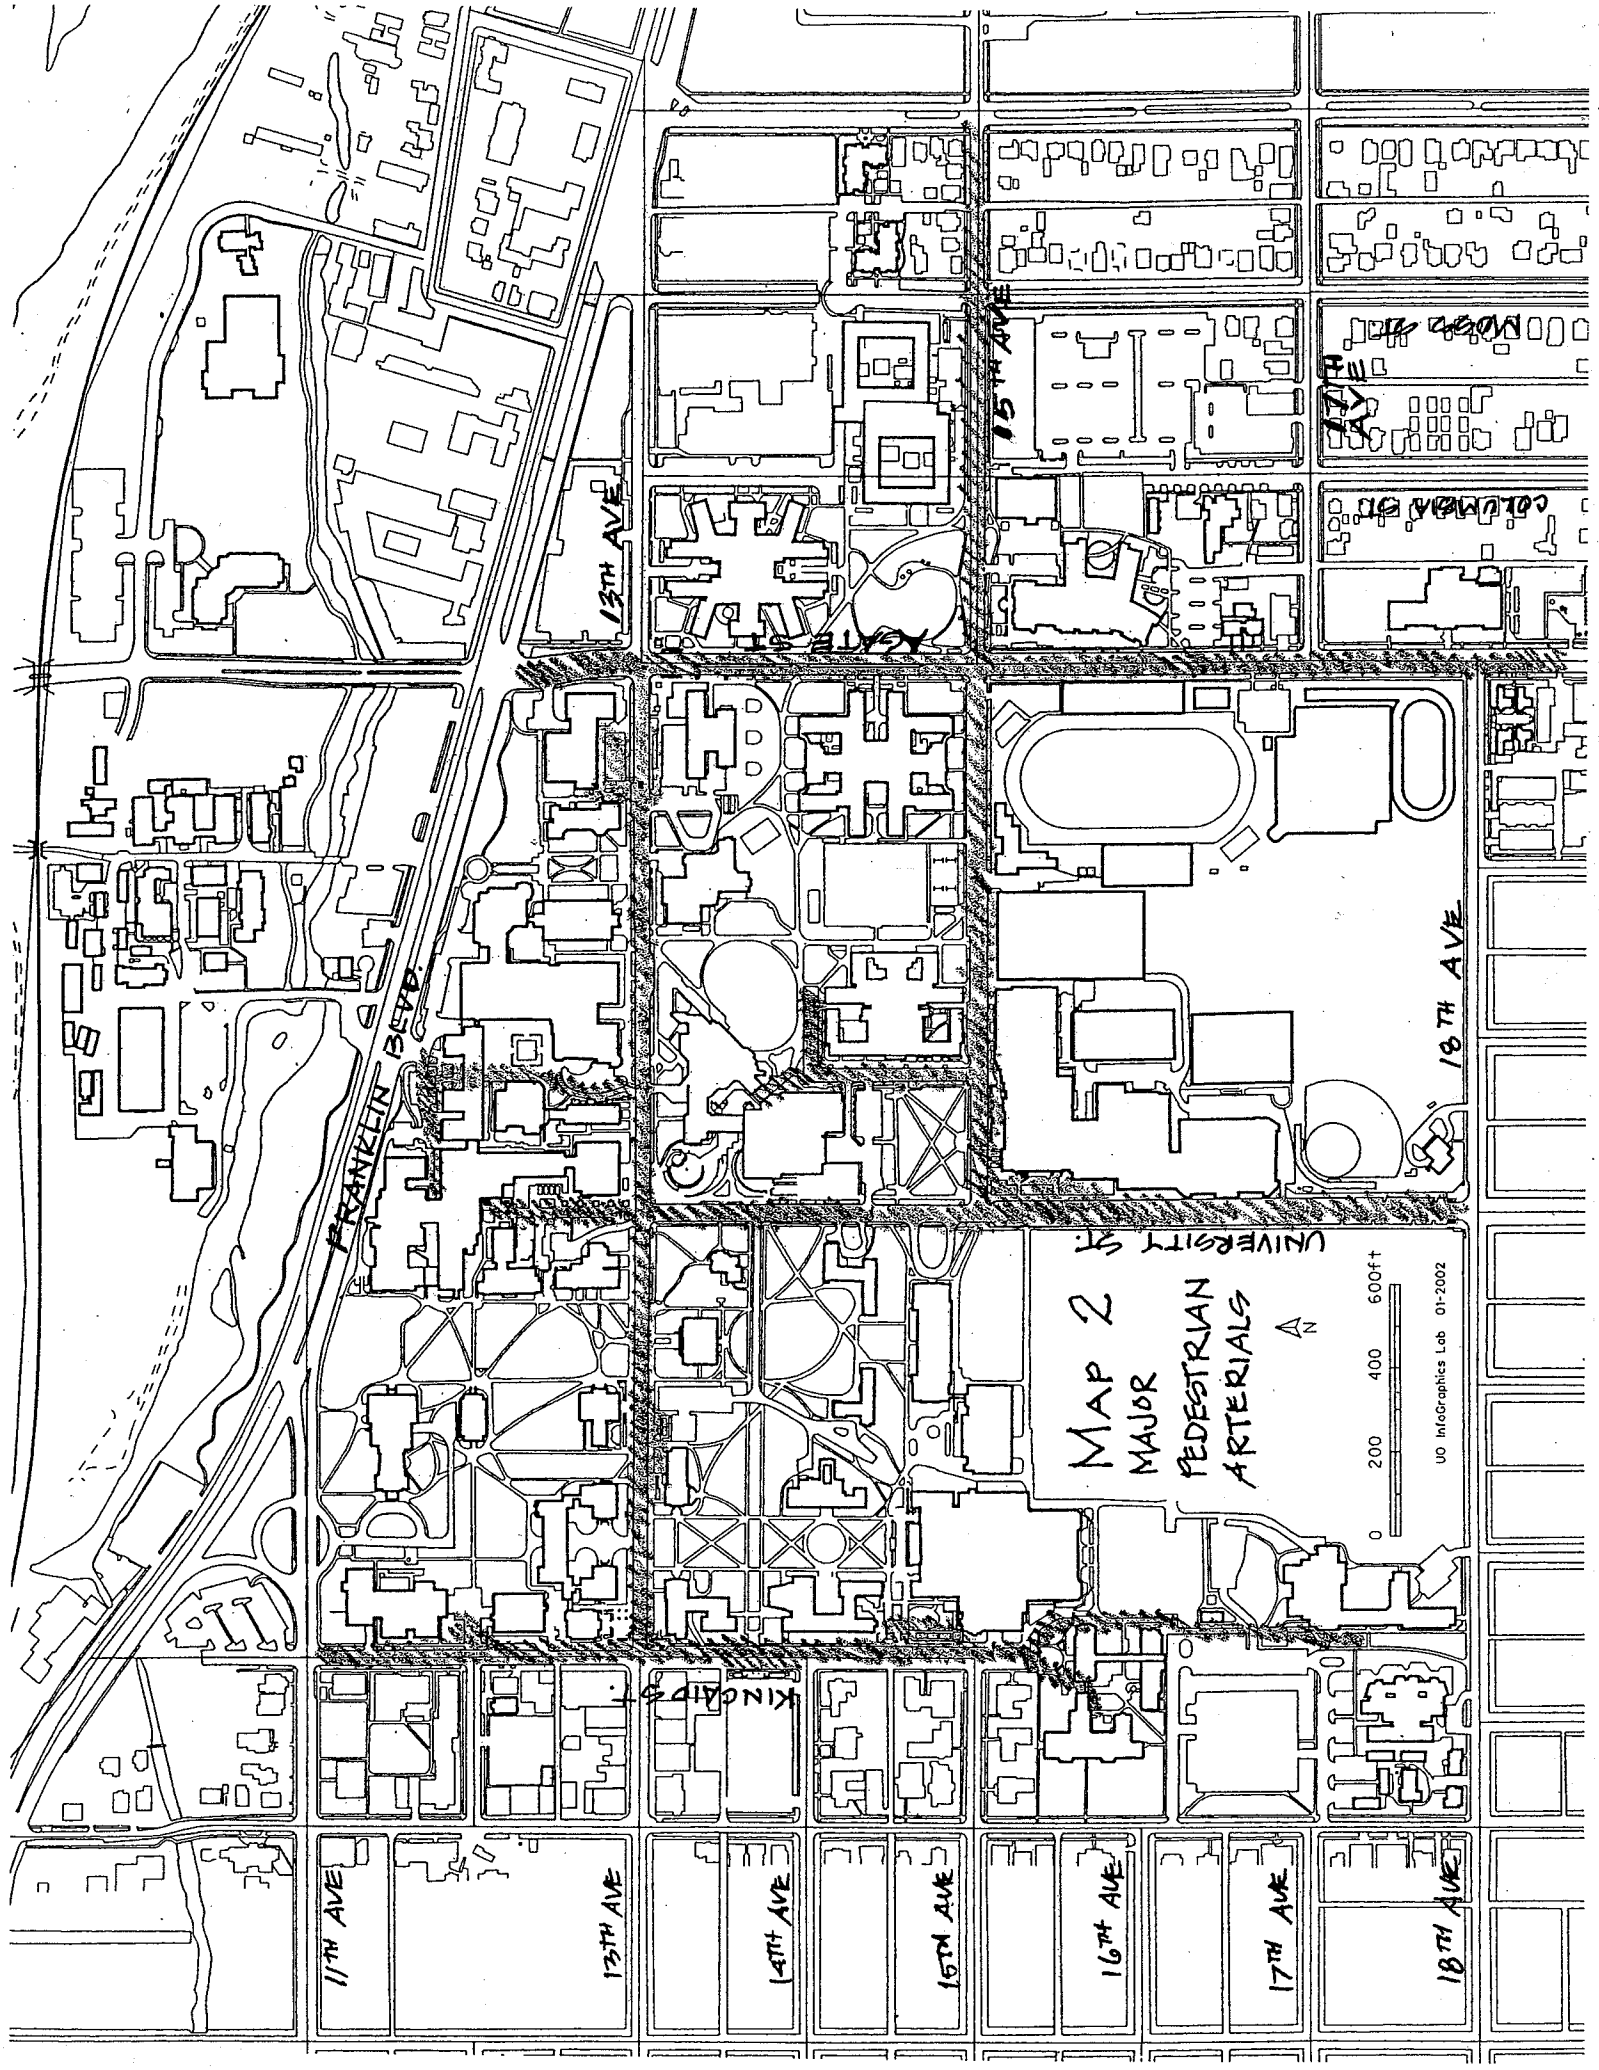 MAP 2
MAJOR
PEDESTRIAN
ARTERIALS
N
0 200 400 600ft
UO InfoGraphics Lab 01-2002
FRANKLIN BLVD.
11TH AVE
13TH AVE
14TH AVE
15TH AVE
16TH AVE
17TH AVE
18TH AVE
KINCAID ST
UNIVERSITY
ST.
18TH AVE
AGATE ST
13TH AVE
15TH AVE
17TH
AVE
COLUMBIA ST
MOSS ST